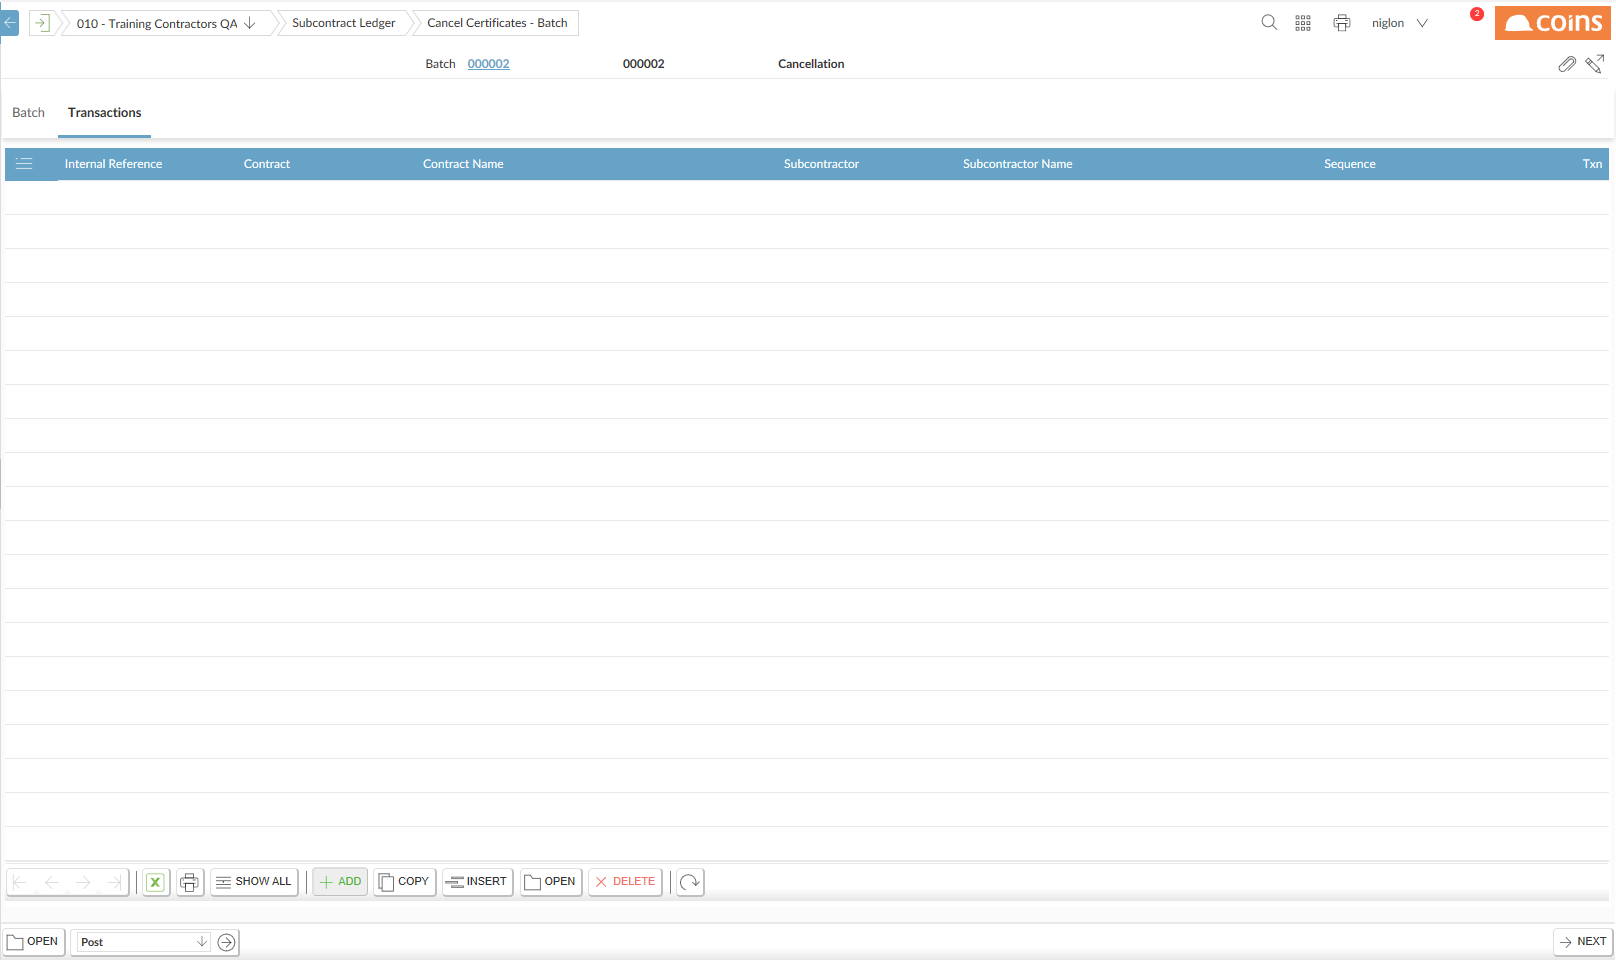 010 - Training Contractors QA
Subcontract Ledger
Cancel Certificates - Batch
niglon
2
coins
Batch 000002 000002 Cancellation
Batch Transactions
Internal Reference Contract Contract Name Subcontractor Subcontractor Name Sequence Txn
X SHOW ALL ADD COPY INSERT OPEN DELETE
OPEN Post NEXT